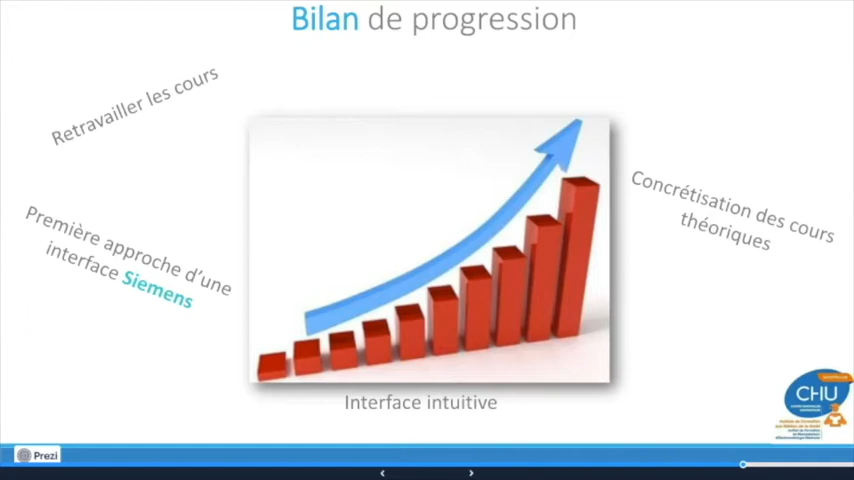 Bilan de progression
Retravailler les cours
Première approche d'une
interface Siemens
Concrétisation des cours
théoriques
Interface intuitive
CHU
Prezi